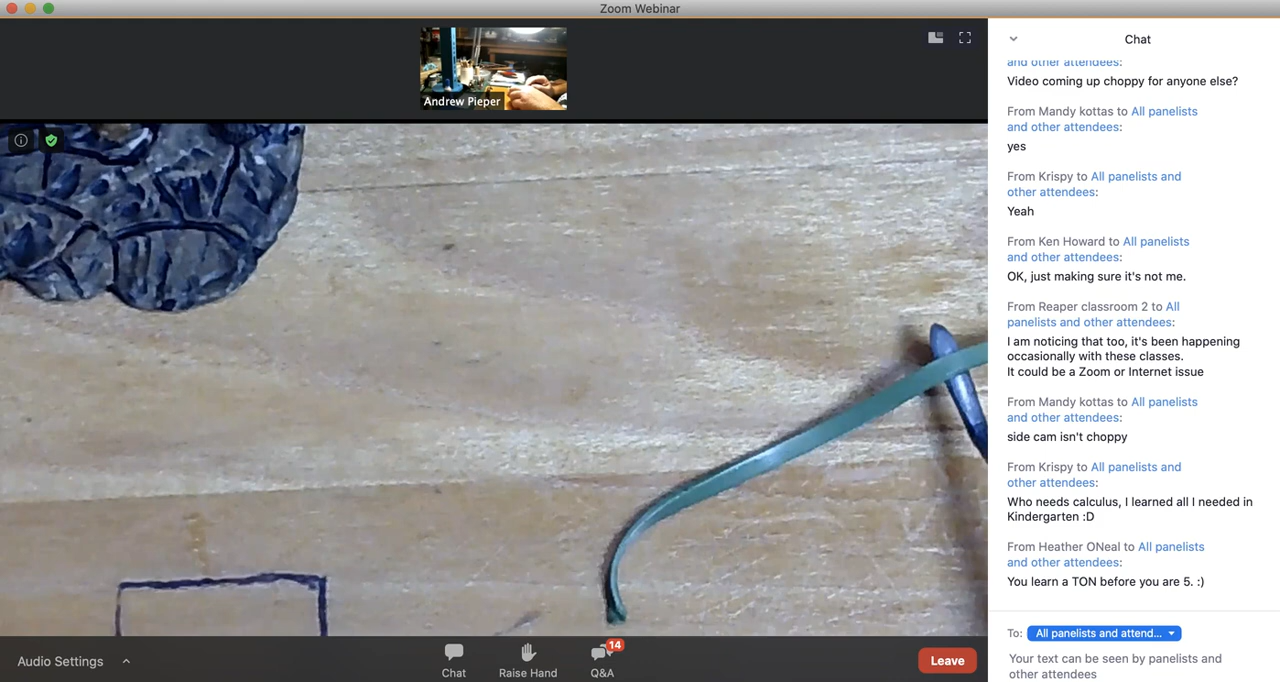 Zoom Webinar
Andrew Pieper
Chat
and other attendees:
Video coming up choppy for anyone else?
From Mandy kottas to All panelists
and other attendees:
yes
From Krispy to All panelists and
other attendees:
Yeah
From Ken Howard to All panelists
and other attendees:
OK, just making sure it's not me.
From Reaper classroom 2 to All
panelists and other attendees:
I am noticing that too, it's been happening
occasionally with these classes.
It could be a Zoom or Internet issue
From Mandy kottas to All panelists
and other attendees:
side cam isn't choppy
From Krispy to All panelists and
other attendees:
Who needs calculus, I learned all I needed in
Kindergarten :D
From Heather ONeal to All panelists
and other attendees:
You learn a TON before you are 5. :)
To: All panelists and attend...
Your text can be seen by panelists and
other attendees
Audio Settings
Chat
Raise Hand
14
Q&A
Leave